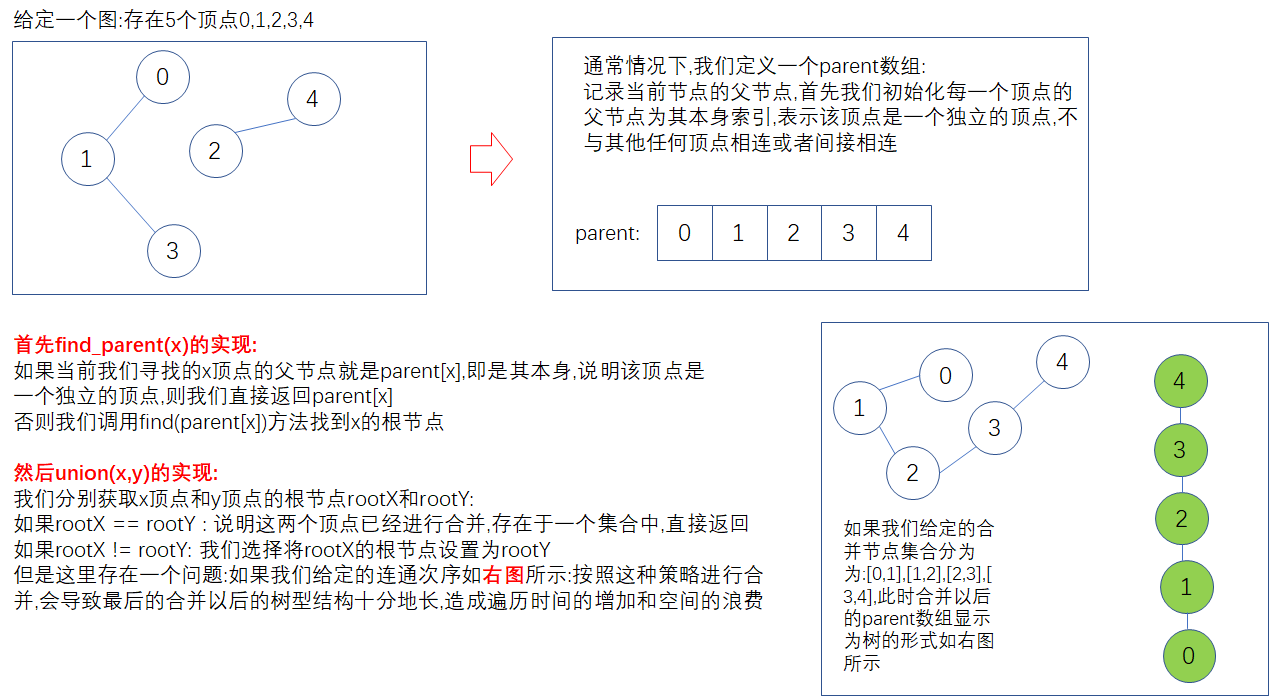 给定一个图:存在5个顶点0,1,2,3,4
0
4
2
1
3
通常情况下,我们定义一个parent数组:
记录当前节点的父节点,首先我们初始化每一个顶点的
父节点为其本身索引,表示该顶点是一个独立的顶点,不
与其他任何顶点相连或者间接相连
parent: 0 1 2 3 4
首先find_parent(x)的实现:
如果当前我们寻找的x顶点的父节点就是parent[x],即是其本身,说明该顶点是
一个独立的顶点,则我们直接返回parent[x]
否则我们调用find(parent[x])方法找到x的根节点
然后union(x,y)的实现:
我们分别获取x顶点和y顶点的根节点rootX和rootY:
如果rootX == rootY : 说明这两个顶点已经进行合并,存在于一个集合中,直接返回
如果rootX != rootY: 我们选择将rootX的根节点设置为rootY
但是这里存在一个问题:如果我们给定的连通次序如右图所示:按照这种策略进行合
并,会导致最后的合并以后的树型结构十分地长,造成遍历时间的增加和空间的浪费
4
0
1
3
2
如果我们给定的合
并节点集合分为
为:[0,1],[1,2],[2,3],[
3,4],此时合并以后
的parent数组显示
为树的形式如右图
所示
4
3
2
1
0